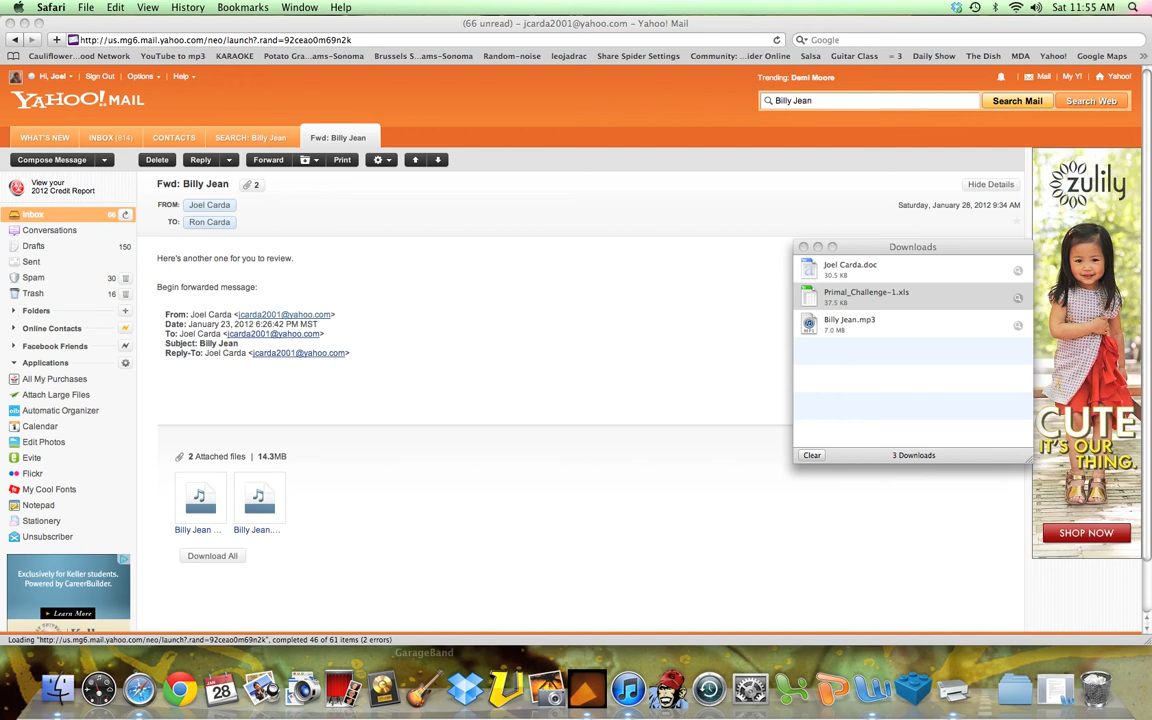 Safari File Edit View History Bookmarks Window Help Sat 11:55 AM
(66 unread) - jcarda2001@yahoo.com - Yahoo! Mail
http://us.mg6.mail.yahoo.com/neo/launch?.rand=92ceao0m69n2k Google
Cauliflower...ood Network YouTube to mp3 KARAOKE Potato Gra...ams-Sonoma Brussels S...ams-Sonoma Random-noise leojadrac Share Spider Settings Community: ...ider Online Salsa Guitar Class = 3 Daily Show The Dish MDA Yahoo! Google Maps
Hi, Joel Sign Out Options Help Trending: Demi Moore Mail My Y! Yahoo!
YAHOO! MAIL Billy Jean Search Mail Search Web
WHAT'S NEW INBOX (814) CONTACTS SEARCH: Billy Jean Fwd: Billy Jean
Compose Message Delete Reply Forward Print
View your
2012 Credit Report
Inbox 66
Conversations
Drafts 150
Sent
Spam 30
Trash 16
Folders
Online Contacts
Facebook Friends
Applications
All My Purchases
Attach Large Files
Automatic Organizer
Calendar
Edit Photos
Evite
Flickr
My Cool Fonts
Notepad
Stationery
Unsubscriber
Exclusively for Keller students.
Powered by CareerBuilder.
Learn More
Fwd: Billy Jean 2 Hide Details
FROM: Joel Carda Saturday, January 28, 2012 9:34 AM
TO: Ron Carda
Here's another one for you to review.
Begin forwarded message:
From: Joel Carda <jcarda2001@yahoo.com>
Date: January 23, 2012 6:26:42 PM MST
To: Joel Carda <jcarda2001@yahoo.com>
Subject: Billy Jean
Reply-To: Joel Carda <jcarda2001@yahoo.com>
2 Attached files | 14.3MB
Billy Jean ... Billy Jean....
Download All
Downloads
Joel Carda.doc
30.5 KB
Primal_Challenge-1.xls
37.5 KB
Billy Jean.mp3
7.0 MB
Clear 3 Downloads
zulily
CUTE
IT'S OUR
THING.
SHOP NOW
Loading "http://us.mg6.mail.yahoo.com/neo/launch?.rand=92ceao0m69n2k", completed 46 of 61 items (2 errors)
GarageBand